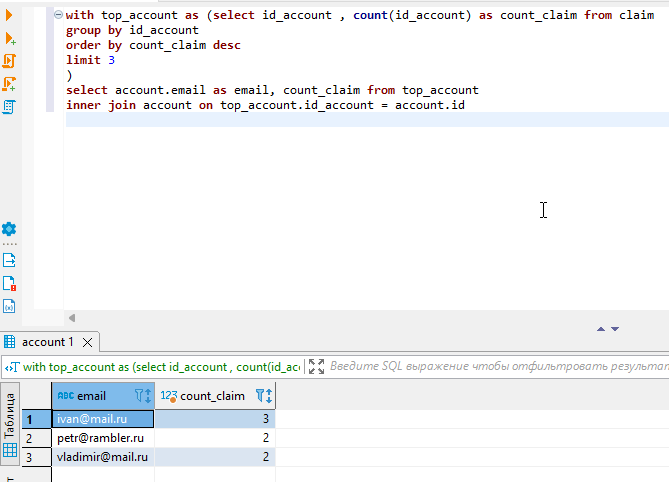 with top_account as (select id_account , count(id_account) as count_claim from claim
group by id_account
order by count_claim desc
limit 3
)
select account.email as email, count_claim from top_account
inner join account on top_account.id_account = account.id
account 1
with top_account as (select id_account , count(id_acc
Введите SQL выражение чтобы отфильтровать результат
Таблица
ABC email
123 count_claim
1 ivan@mail.ru 3
2 petr@rambler.ru 2
3 vladimir@mail.ru 2